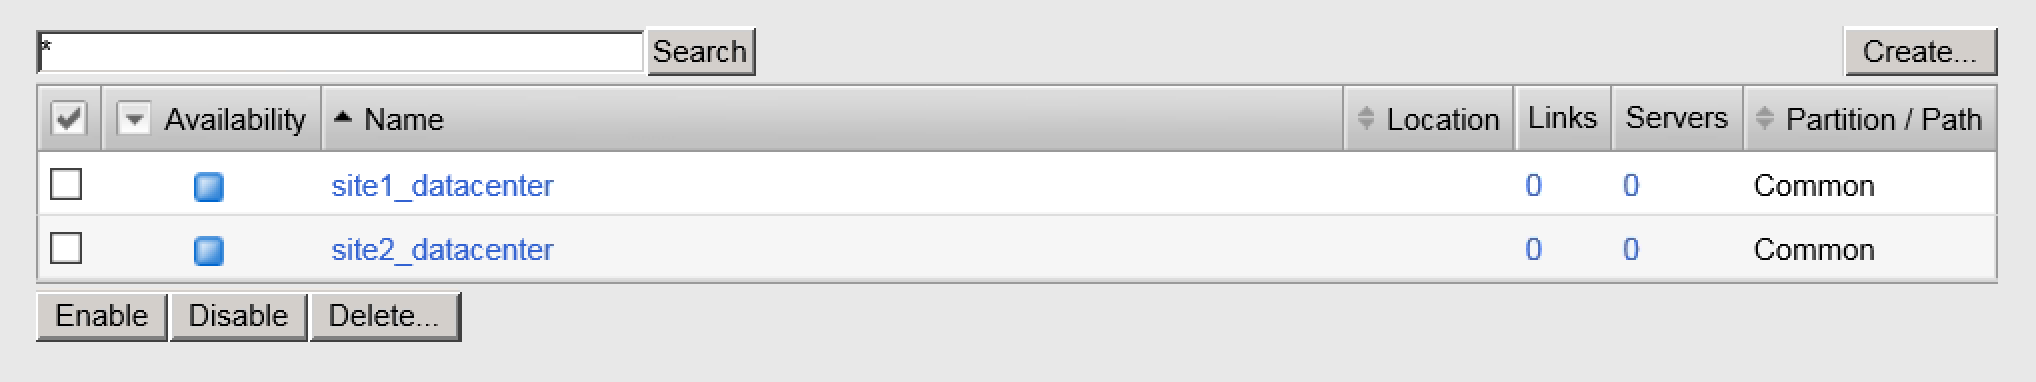 * Search Create...
Availability Name Location Links Servers Partition / Path
site1_datacenter 0 0 Common
site2_datacenter 0 0 Common
Enable Disable Delete...